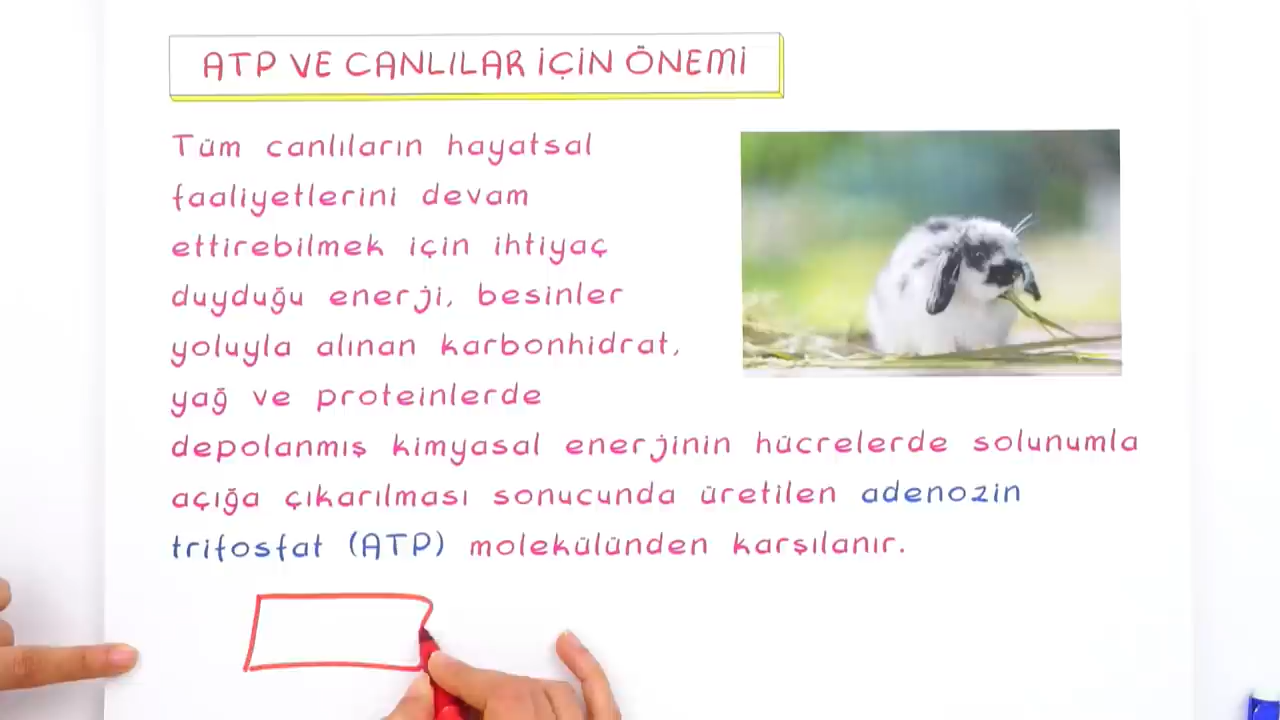 ATP VE CANLILAR İÇİN ÖNEMİ
Tüm canlıların hayatsal
faaliyetlerini devam
ettirebilmek için ihtiyaç
duyduğu enerji, besinler
yoluyla alınan karbonhidrat,
yağ ve proteinlerde
depolanmış kimyasal enerjinin hücrelerde solunumla
açığa çıkarılması sonucunda üretilen adenozin
trifosfat (ATP) molekülünden karşılanır.